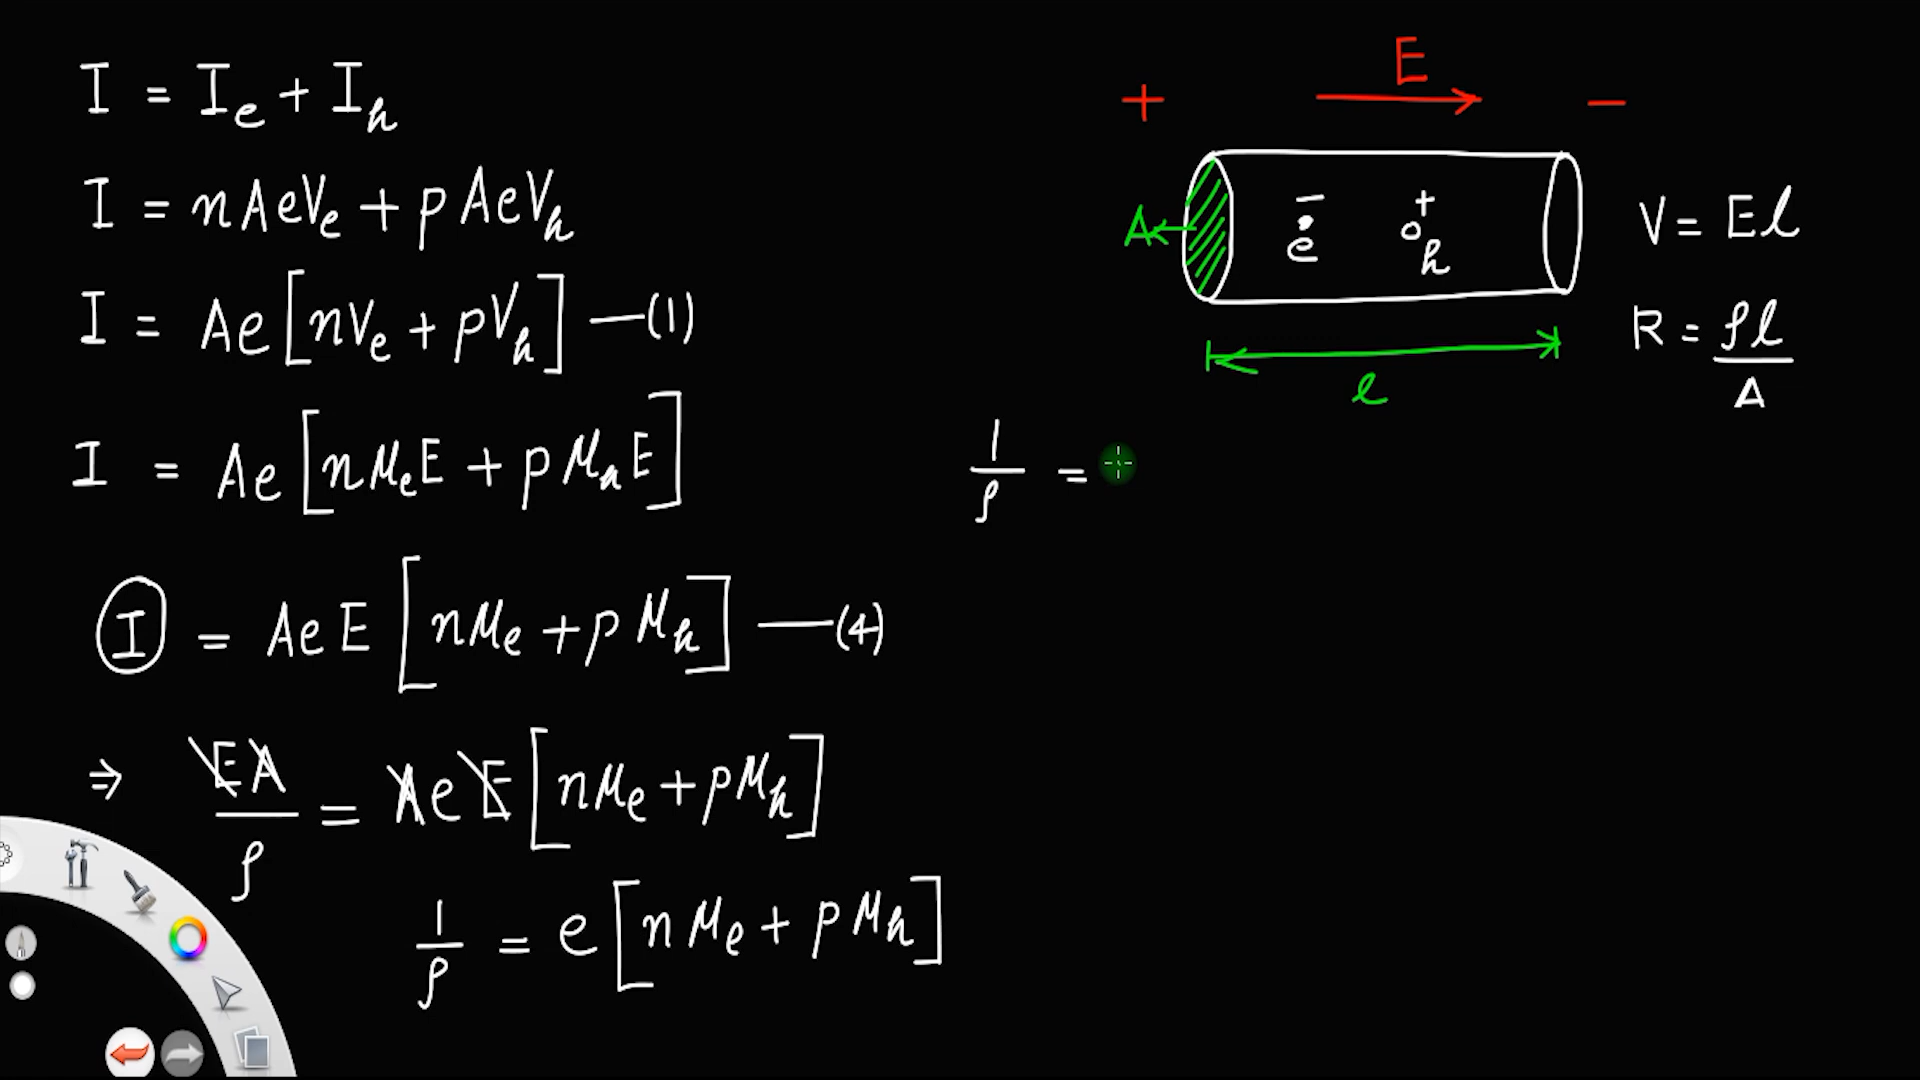 I = Ie + Ih
I = nAeVe + pAeVh
I = Ae[nVe + pVh] —(1)
I = Ae[nμeE + pμhE]
I = AeE[nμe + pμh] —(4)
⇒ EA/ρ = AeE[nμe + pμh]
1/ρ = e[nμe + pμh]
E
+ −
A
− e
+ h
l
V = El
R = ρl/A
1/ρ =